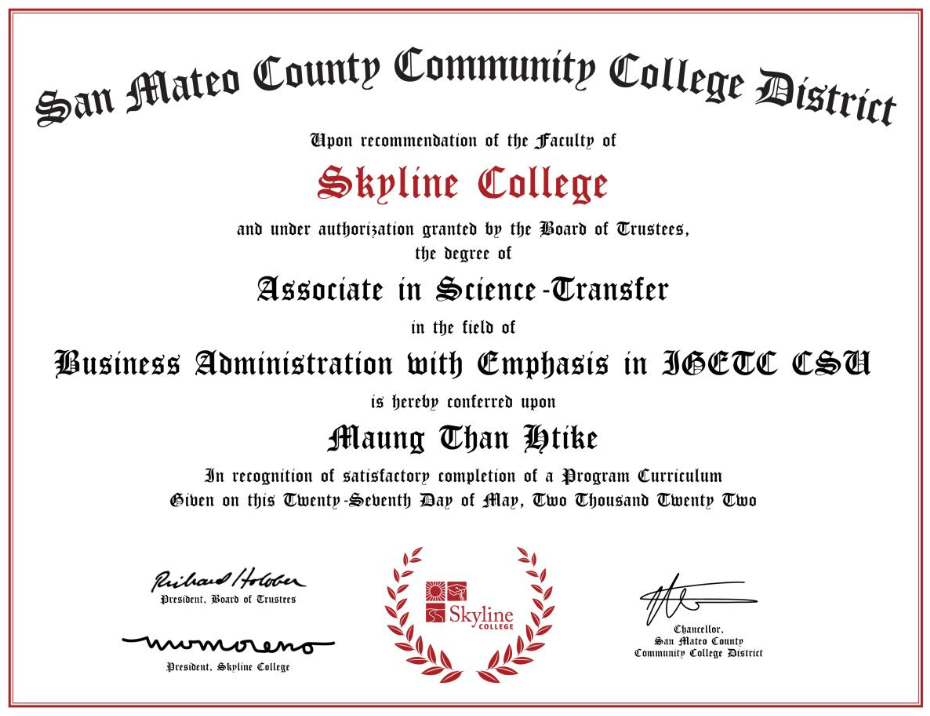 San Mateo County Community College District
Upon recommendation of the Faculty of
Skyline College
and under authorization granted by the Board of Trustees,
the degree of
Associate in Science-Transfer
in the field of
Business Administration with Emphasis in IGETC CSU
is hereby conferred upon
Maung Than Htike
In recognition of satisfactory completion of a Program Curriculum
Given on this Twenty-Seventh Day of May, Two Thousand Twenty Two
Richard Holober
President, Board of Trustees
momoreno
President, Skyline College
Skyline
COLLEGE
Chancellor,
San Mateo County
Community College District